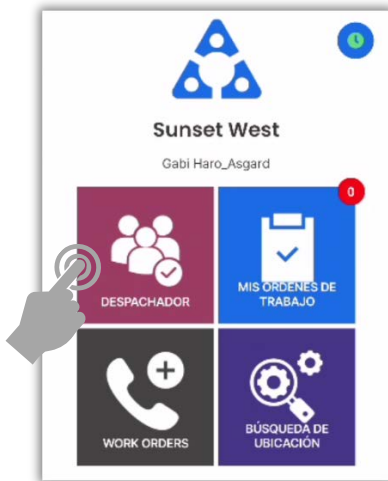 Sunset West
Gabi Haro_Asgard
0
DESPACHADOR
MIS ORDENES DE
TRABAJO
WORK ORDERS
BÚSQUEDA DE
UBICACIÓN